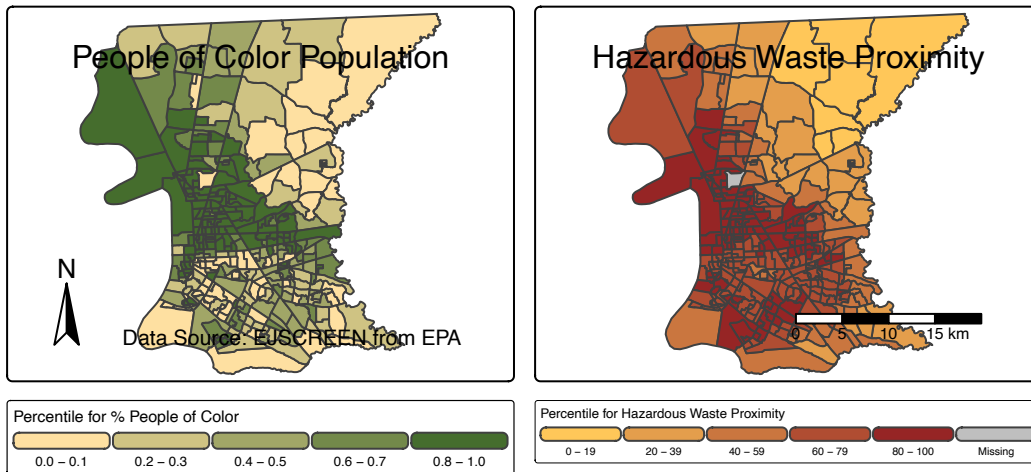 People of Color Population
N
Data Source: EJSCREEN from EPA
Percentile for % People of Color
0.0 – 0.1 0.2 – 0.3 0.4 – 0.5 0.6 – 0.7 0.8 – 1.0
Hazardous Waste Proximity
0 5 10 15 km
Percentile for Hazardous Waste Proximity
0 – 19 20 – 39 40 – 59 60 – 79 80 – 100 Missing